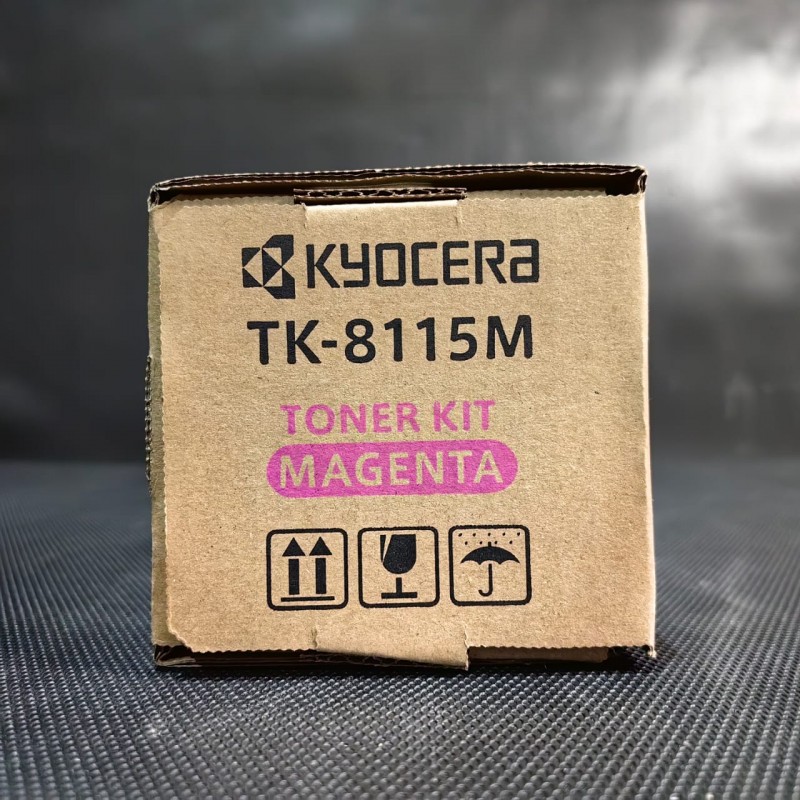 KYOCERA
TK-8115M
TONER KIT
MAGENTA